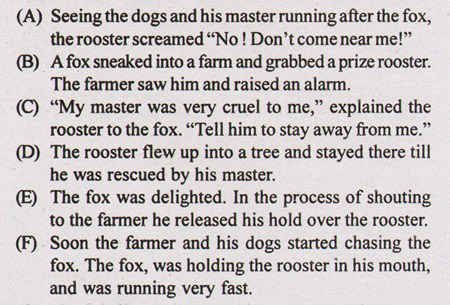 (A) Seeing the dogs and his master running after the fox,
the rooster screamed “No ! Don’t come near me!”
(B) A fox sneaked into a farm and grabbed a prize rooster.
The farmer saw him and raised an alarm.
(C) “My master was very cruel to me,” explained the
rooster to the fox. “Tell him to stay away from me.”
(D) The rooster flew up into a tree and stayed there till
he was rescued by his master.
(E) The fox was delighted. In the process of shouting
to the farmer he released his hold over the rooster.
(F) Soon the farmer and his dogs started chasing the
fox. The fox, was holding the rooster in his mouth,
and was running very fast.